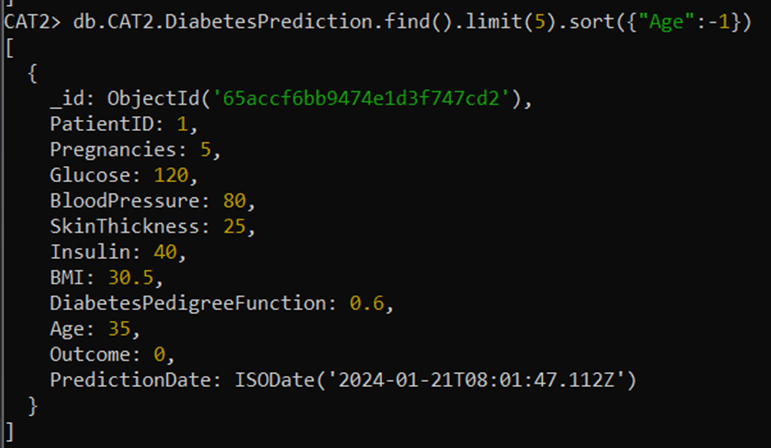 ]
CAT2> db.CAT2.DiabetesPrediction.find().limit(5).sort({"Age":-1})
[
  {
    _id: ObjectId('65accf6bb9474e1d3f747cd2'),
    PatientID: 1,
    Pregnancies: 5,
    Glucose: 120,
    BloodPressure: 80,
    SkinThickness: 25,
    Insulin: 40,
    BMI: 30.5,
    DiabetesPedigreeFunction: 0.6,
    Age: 35,
    Outcome: 0,
    PredictionDate: ISODate('2024-01-21T08:01:47.112Z')
  }
]